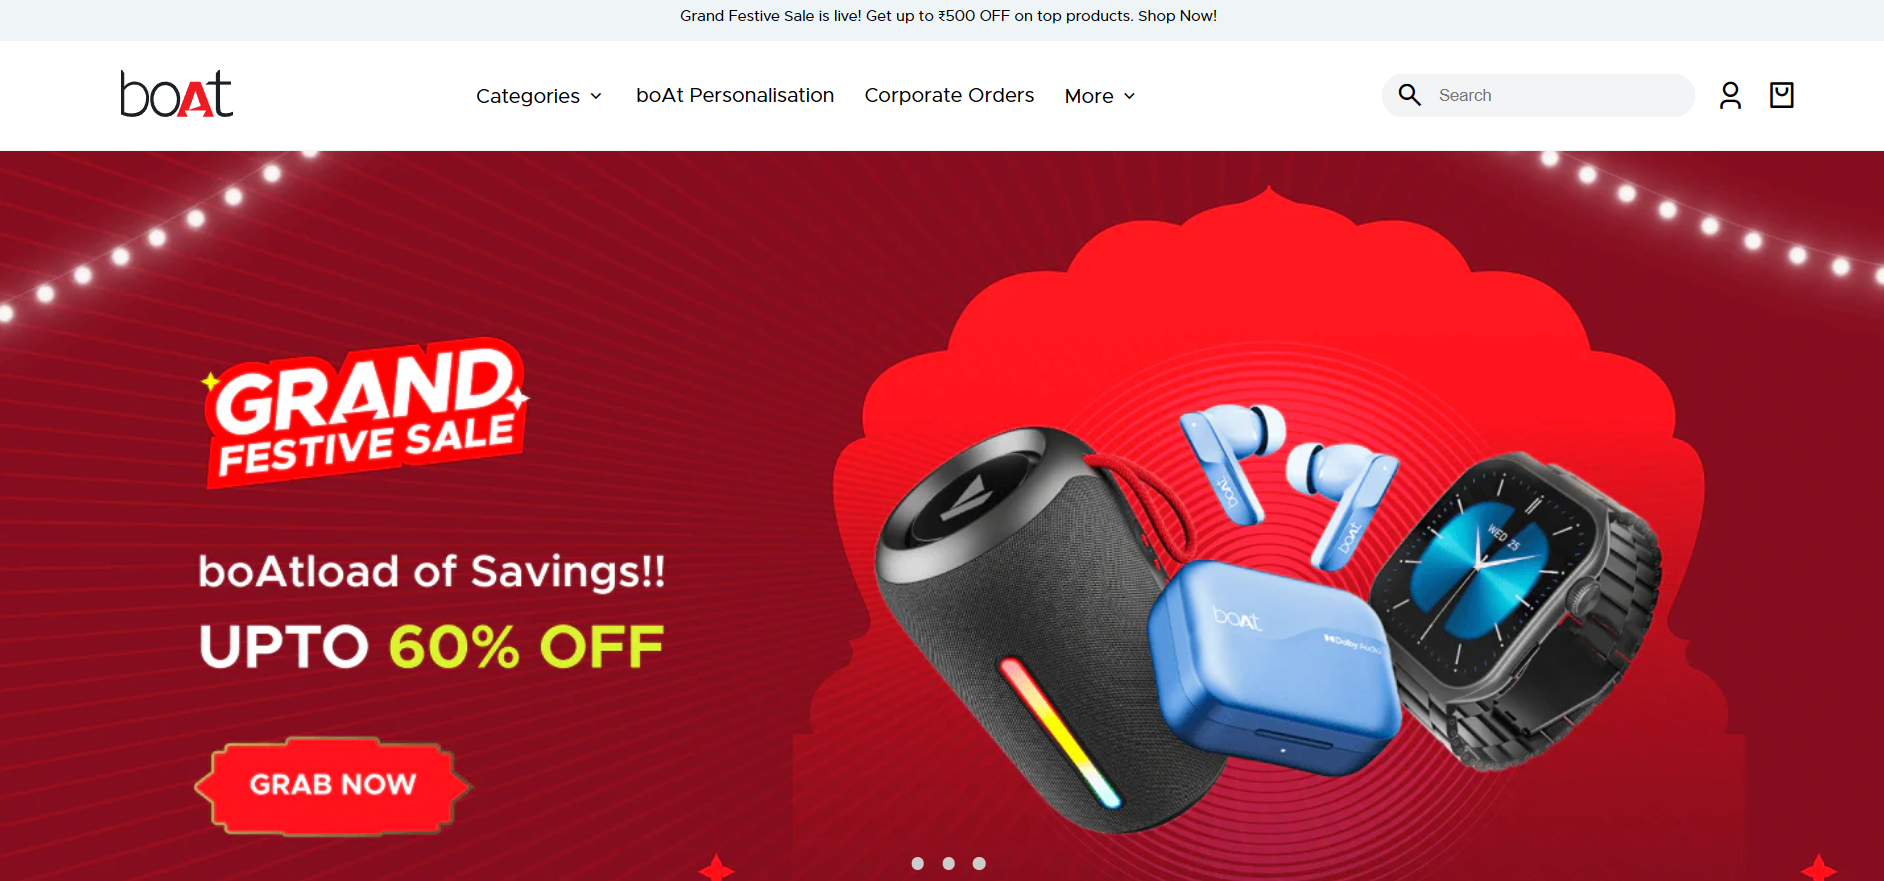 Grand Festive Sale is live! Get up to ₹500 OFF on top products. Shop Now!
boAt
Categories
boAt Personalisation
Corporate Orders
More
Search
GRAND
FESTIVE SALE
boAtload of Savings!!
UPTO 60% OFF
GRAB NOW
boAt
boAt
boAt
Dolby Audio
WED 25